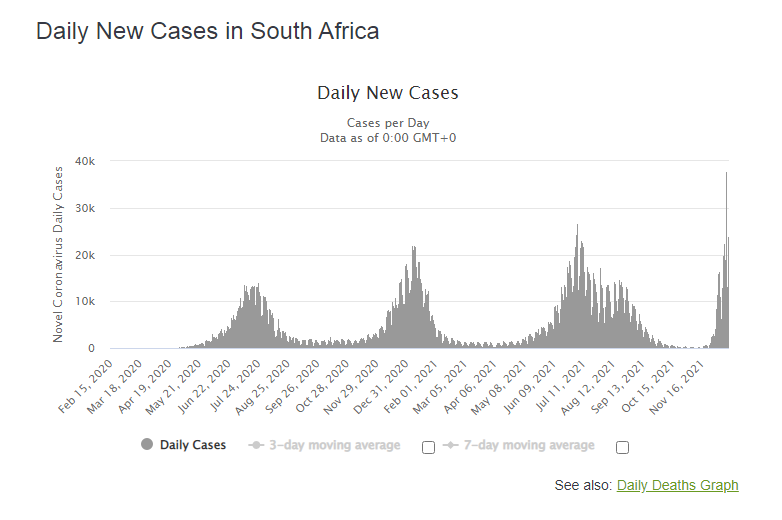 Daily New Cases in South Africa
Daily New Cases
Cases per Day
Data as of 0:00 GMT+0
Novel Coronavirus Daily Cases
40k
30k
20k
10k
0
Feb 15, 2020
Mar 18, 2020
Apr 19, 2020
May 21, 2020
Jun 22, 2020
Jul 24, 2020
Aug 25, 2020
Sep 26, 2020
Oct 28, 2020
Nov 29, 2020
Dec 31, 2020
Feb 01, 2021
Mar 05, 2021
Apr 06, 2021
May 08, 2021
Jun 09, 2021
Jul 11, 2021
Aug 12, 2021
Sep 13, 2021
Oct 15, 2021
Nov 16, 2021
Daily Cases 3-day moving average 7-day moving average
See also: Daily Deaths Graph